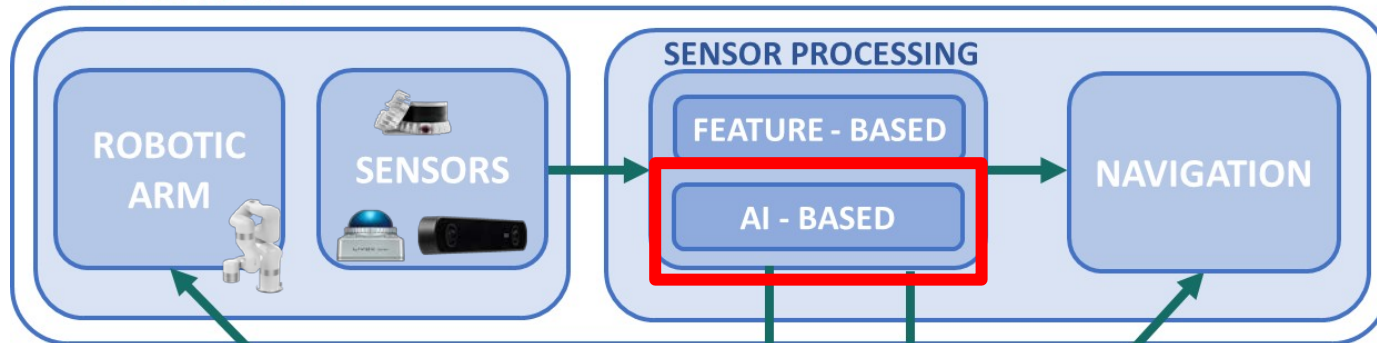 SENSOR PROCESSING
ROBOTIC
ARM
SENSORS
FEATURE - BASED
AI - BASED
NAVIGATION